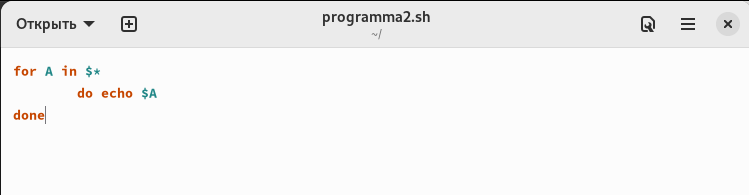 Открыть
programma2.sh
~/
for A in $*
        do echo $A
done